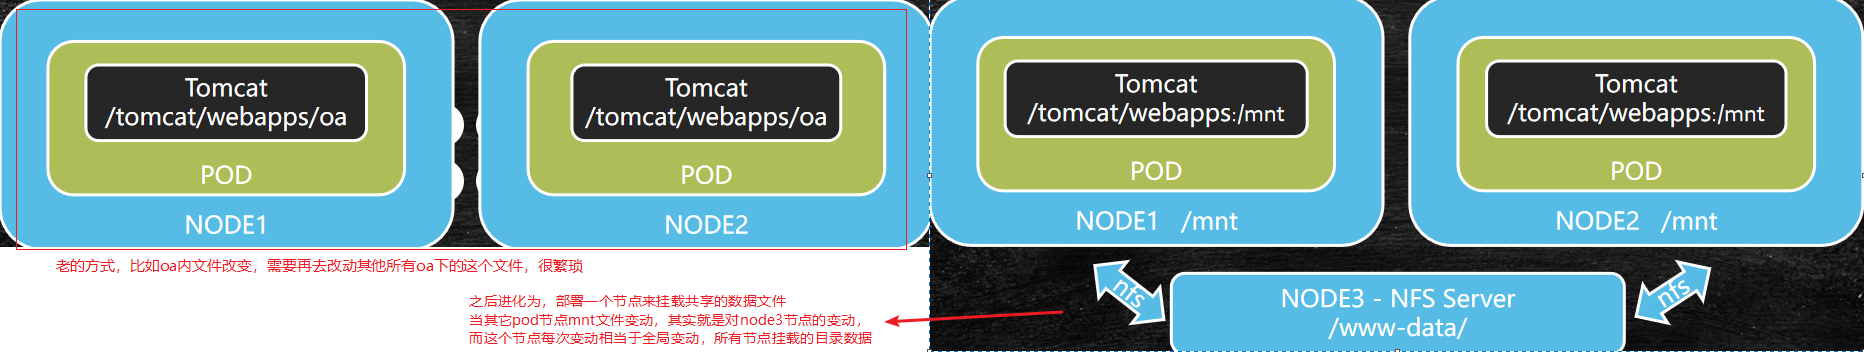 Tomcat
/tomcat/webapps/oa
POD
NODE1
Tomcat
/tomcat/webapps/oa
POD
NODE2
老的方式，比如oa内文件改变，需要再去改动其他所有oa下的这个文件，很繁琐
之后进化为，部署一个节点来挂载共享的数据文件
当其它pod节点mnt文件变动，其实就是对node3节点的变动，
而这个节点每次变动相当于全局变动，所有节点挂载的目录数据
Tomcat
/tomcat/webapps:/mnt
POD
NODE1 /mnt
Tomcat
/tomcat/webapps:/mnt
POD
NODE2 /mnt
nfs
NODE3 - NFS Server
/www-data/
nfs